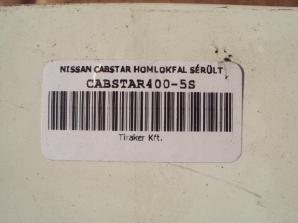 NISSAN CABSTAR HOMLOKFAL SÉRÜLT
CABSTAR400-5S
Tiraker Kft.